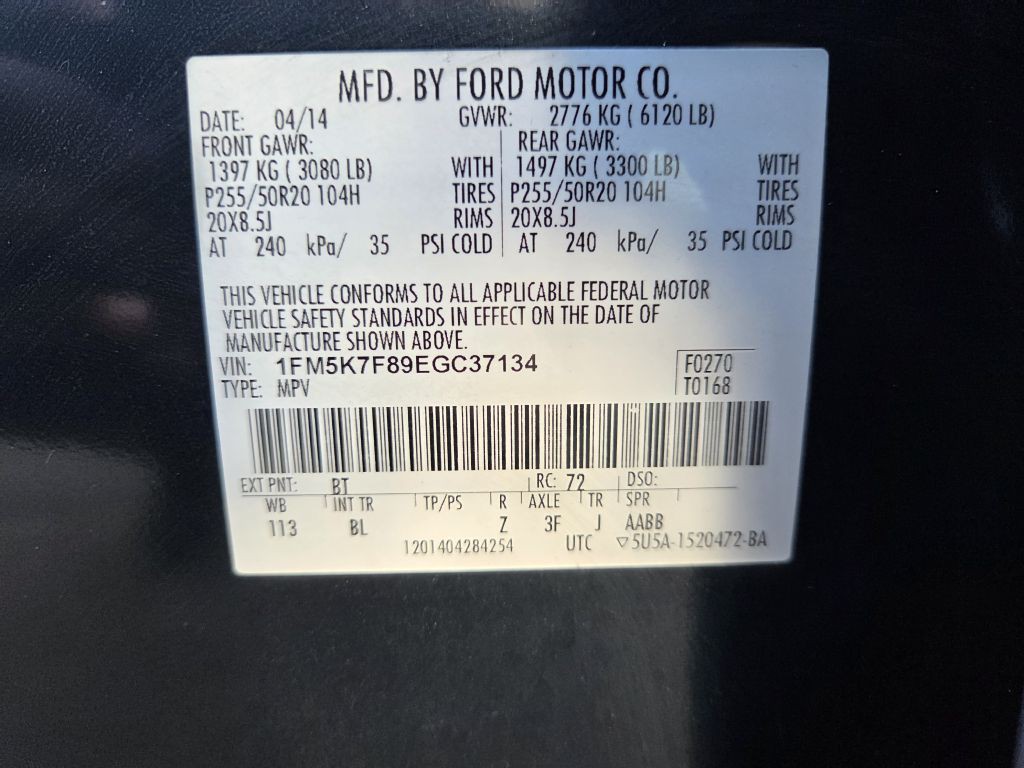 MFD. BY FORD MOTOR CO.
DATE: 04/14 GVWR: 2776 KG ( 6120 LB)
FRONT GAWR: REAR GAWR:
1397 KG ( 3080 LB) WITH 1497 KG ( 3300 LB) WITH
P255/50R20 104H TIRES P255/50R20 104H TIRES
20X8.5J RIMS 20X8.5J RIMS
AT 240 kPa/ 35 PSI COLD AT 240 kPa/ 35 PSI COLD
THIS VEHICLE CONFORMS TO ALL APPLICABLE FEDERAL MOTOR
VEHICLE SAFETY STANDARDS IN EFFECT ON THE DATE OF
MANUFACTURE SHOWN ABOVE.
VIN: 1FM5K7F89EGC37134 F0270
TYPE: MPV T0168
EXT PNT: BT RC: 72 DSO:
WB INT TR TP/PS R AXLE TR SPR
113 BL Z 3F J AABB
1201404284254 UTC ▽5U5A-1520472-BA